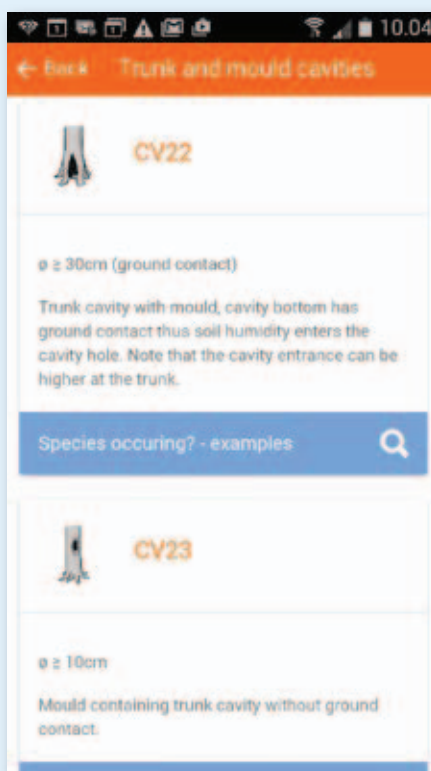 10.04
← Back Trunk and mould cavities
CV22
ø ≥ 30cm (ground contact)
Trunk cavity with mould, cavity bottom has
ground contact thus soil humidity enters the
cavity hole. Note that the cavity entrance can be
higher at the trunk.
Species occuring? - examples
CV23
ø ≥ 10cm
Mould containing trunk cavity without ground
contact.